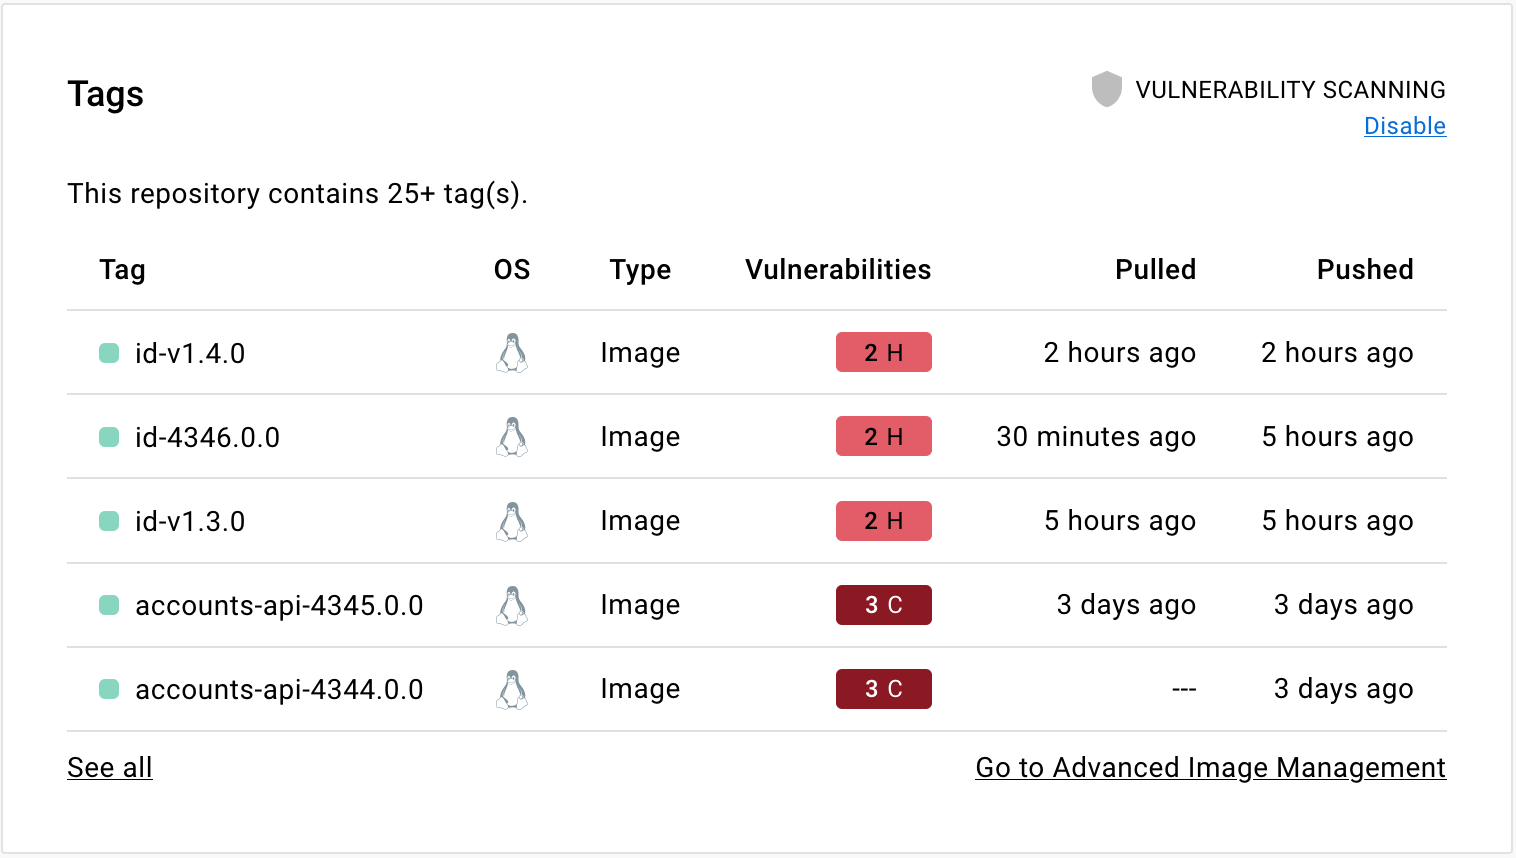 Tags
VULNERABILITY SCANNING
Disable
This repository contains 25+ tag(s).
Tag OS Type Vulnerabilities Pulled Pushed
id-v1.4.0 Image 2 H 2 hours ago 2 hours ago
id-4346.0.0 Image 2 H 30 minutes ago 5 hours ago
id-v1.3.0 Image 2 H 5 hours ago 5 hours ago
accounts-api-4345.0.0 Image 3 C 3 days ago 3 days ago
accounts-api-4344.0.0 Image 3 C --- 3 days ago
See all Go to Advanced Image Management